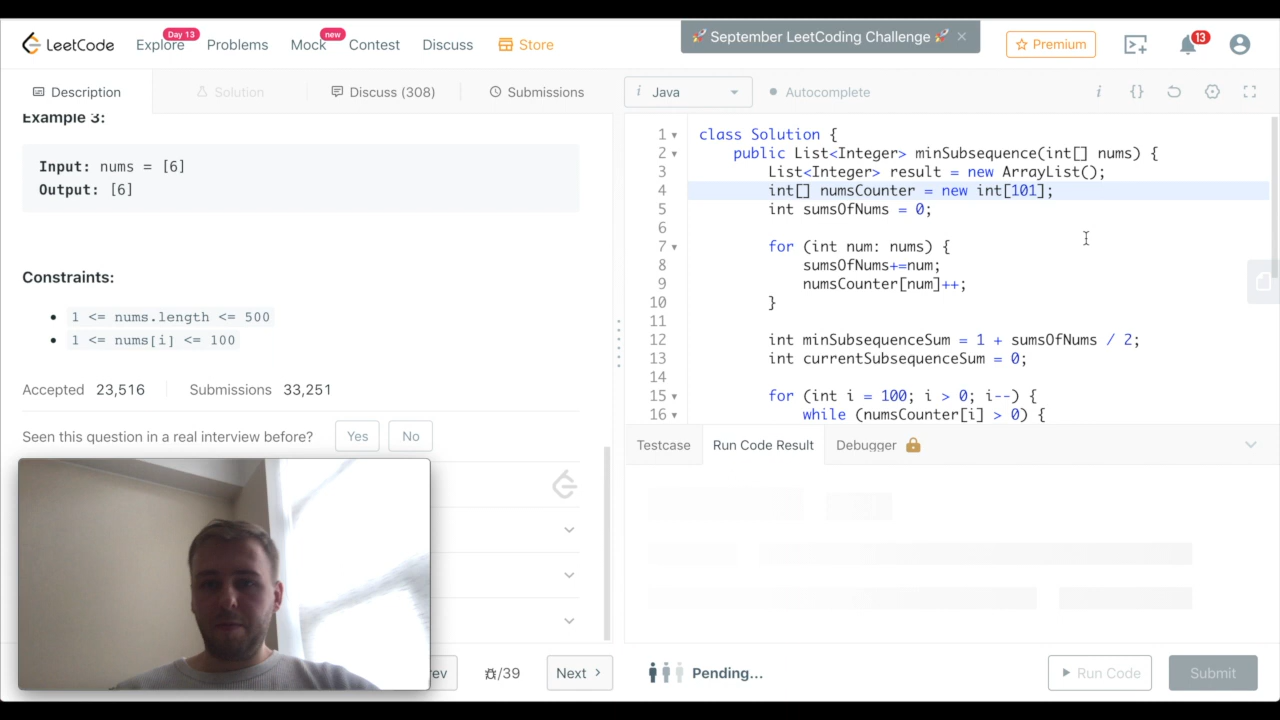 LeetCode
Explore
Day 13
Problems
Mock
new
Contest
Discuss
Store
🚀 September LeetCoding Challenge 🚀 ×
Premium
13
Description
Solution
Discuss (308)
Submissions
i Java
Autocomplete
i
{}
Example 3:
Input: nums = [6]
Output: [6]
Constraints:
1 <= nums.length <= 500
1 <= nums[i] <= 100
Accepted 23,516
Submissions 33,251
Seen this question in a real interview before?
Yes
No
ev
/39
Next >
1 class Solution {
2 public List<Integer> minSubsequence(int[] nums) {
3 List<Integer> result = new ArrayList();
4 int[] numsCounter = new int[101];
5 int sumsOfNums = 0;
6
7 for (int num: nums) {
8 sumsOfNums+=num;
9 numsCounter[num]++;
10 }
11
12 int minSubsequenceSum = 1 + sumsOfNums / 2;
13 int currentSubsequenceSum = 0;
14
15 for (int i = 100; i > 0; i--) {
16 while (numsCounter[i] > 0) {
Testcase
Run Code Result
Debugger
Pending...
Run Code
Submit